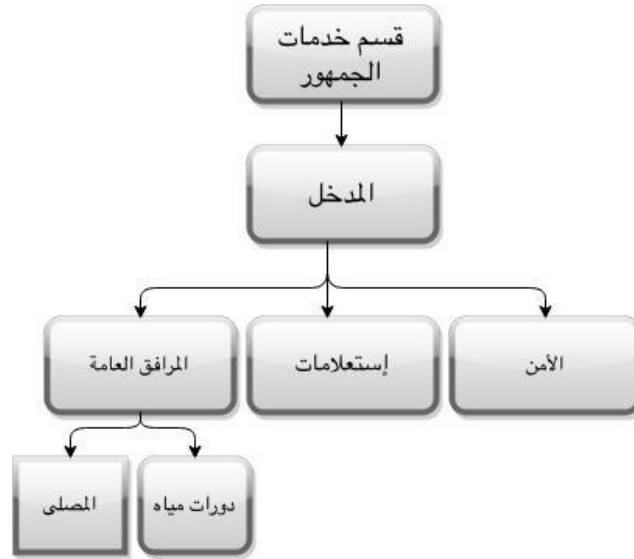 قسم خدمات
الجمهور
المدخل
الأمن
إستعلامات
المرافق العامة
دورات مياه
المصلى